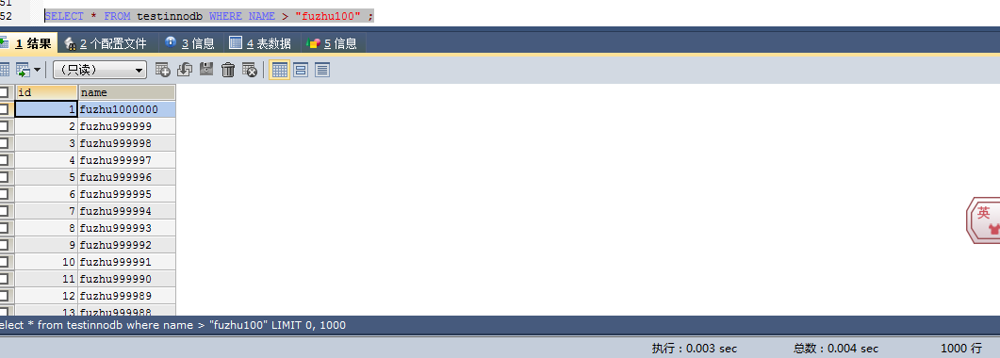 51
52 SELECT * FROM testinnodb WHERE NAME > "fuzhu100" ;
1 结果 2 个配置文件 3 信息 4 表数据 5 信息
（只读）
id name
1 fuzhu1000000
2 fuzhu999999
3 fuzhu999998
4 fuzhu999997
5 fuzhu999996
6 fuzhu999995
7 fuzhu999994
8 fuzhu999993
9 fuzhu999992
10 fuzhu999991
11 fuzhu999990
12 fuzhu999989
13 fuzhu999988
英
elect * from testinnodb where name > "fuzhu100" LIMIT 0, 1000
执行：0.003 sec 总数：0.004 sec 1000 行